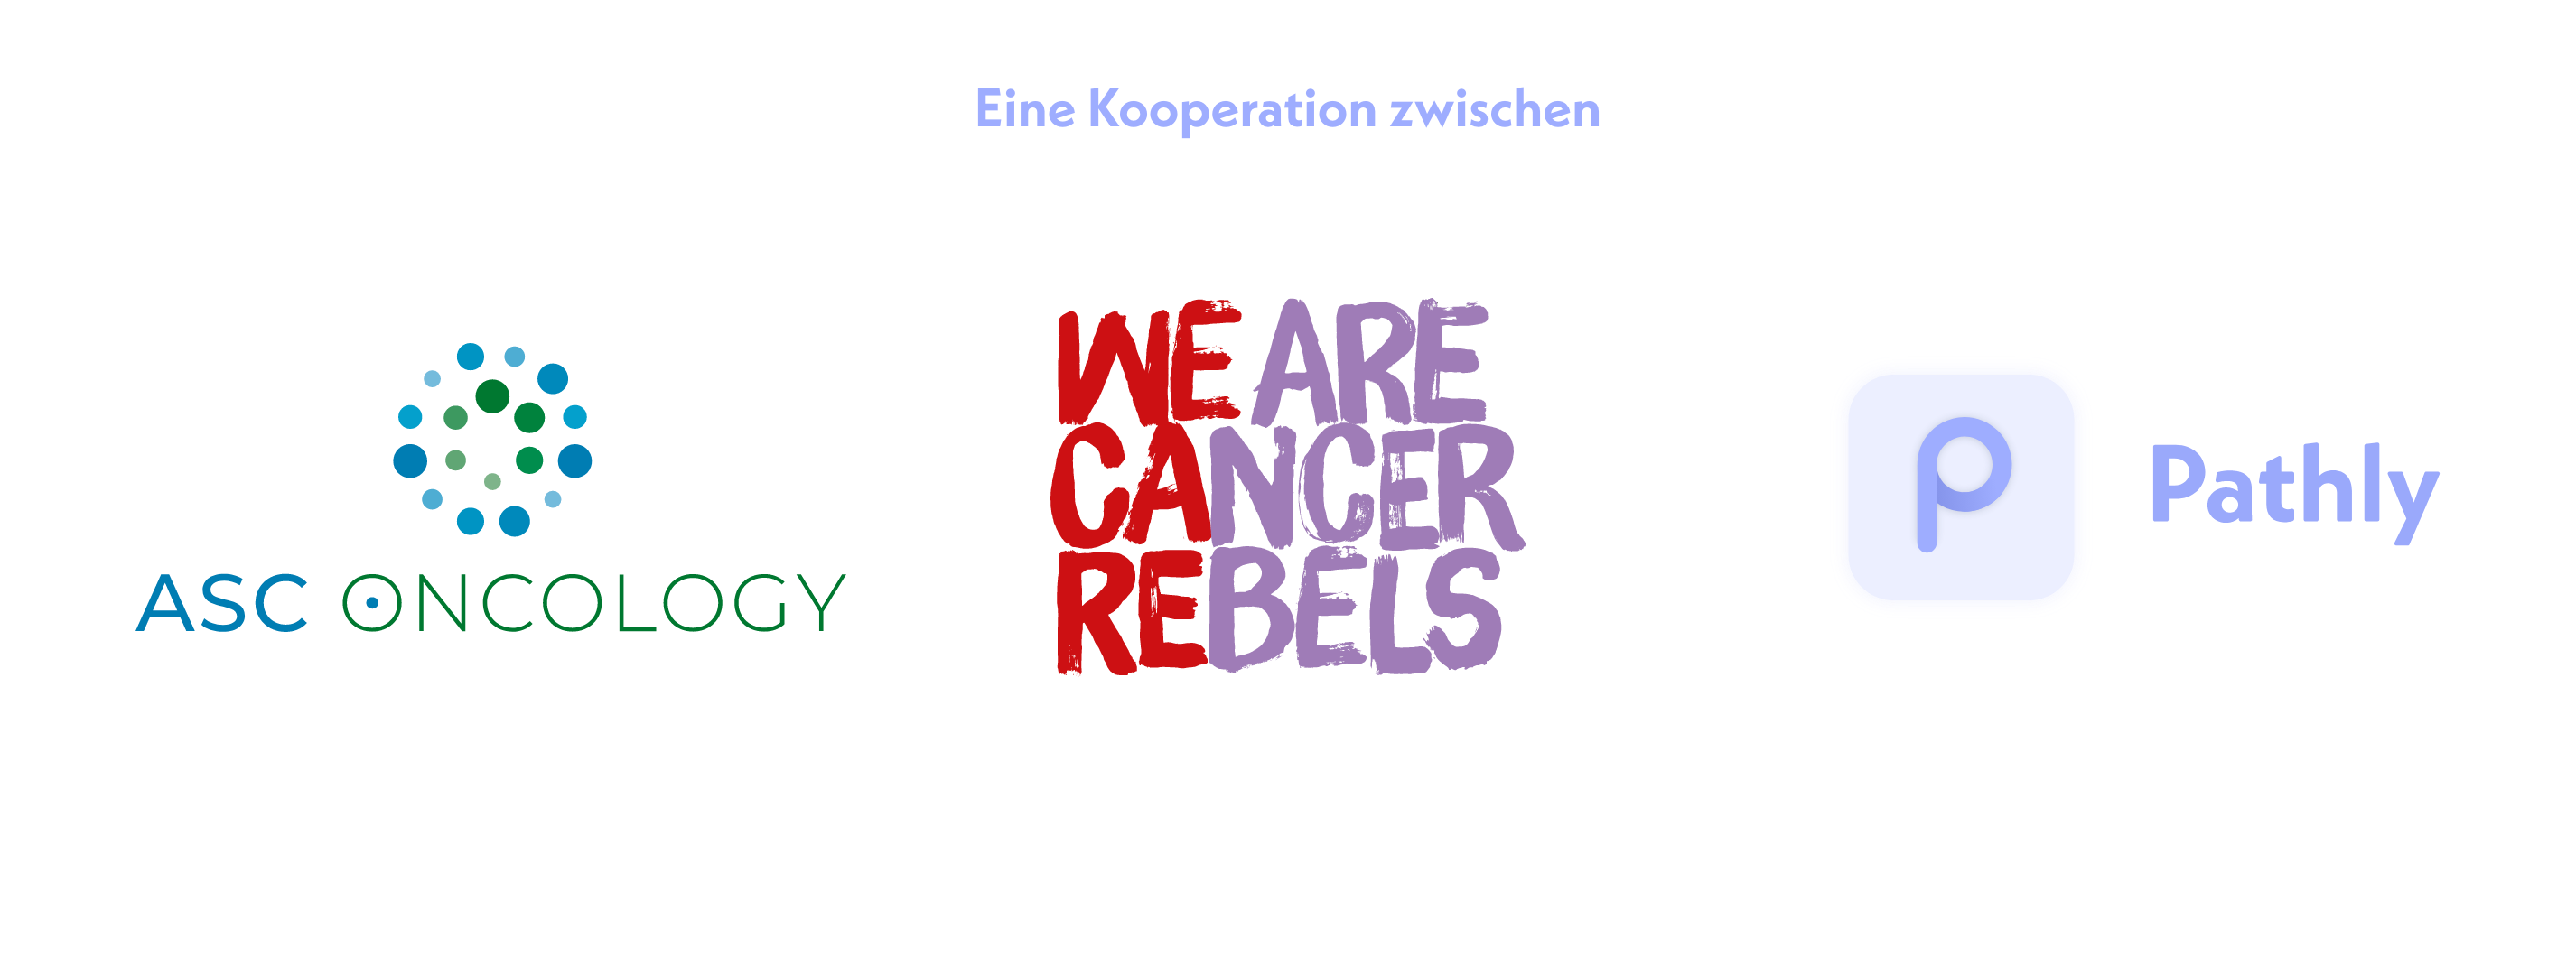 Eine Kooperation zwischen
ASC ONCOLOGY
WE ARE
CANCER
REBELS
Pathly